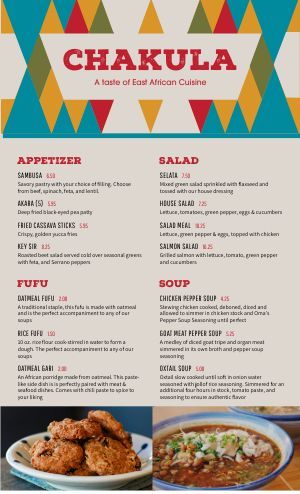 CHAKULA
A taste of East African Cuisine
APPETIZER
SAMBUSA 6.50
Savory pastry with your choice of filling. Choose
from beef, spinach, feta, and lentil.
AKARA (5) 5.95
Deep fried black-eyed pea patty
FRIED CASSAVA STICKS 5.95
Crispy, golden yucca fries
KEY SIR 8.25
Roasted beet salad served cold over seasonal greens
with feta, and Serrano peppers
FUFU
OATMEAL FUFU 2.00
A traditional staple, this fufu is made with oatmeal
and is the perfect accompaniment to any of our
soups
RICE FUFU 1.50
10 oz. rice flour cook-stirred in water to form a
dough. The perfect accompaniment to any of our
soups
OATMEAL GARI 2.00
An African porridge made from oatmeal. This paste-
like side dish is is perfectly paired with meat &
seafood dishes. Comes with chili paste to spice to
your liking
SALAD
SELATA 7.50
Mixed green salad sprinkled with flaxseed and
tossed with our house dressing
HOUSE SALAD 7.25
Lettuce, tomatoes, green pepper, eggs & cucumbers
SALAD MEAL 10.25
Lettuce, green pepper & eggs, topped with chicken
SALMON SALAD 10.25
Grilled salmon with lettuce, tomato, green pepper
and cucumbers
SOUP
CHICKEN PEPPER SOUP 4.25
Stewing chicken cooked, deboned, diced and
allowed to simmer in chicken stock and Oma's
Pepper Soup Seasoning until perfect
GOAT MEAT PEPPER SOUP 5.25
A medley of diced goat tripe and organ meat
simmered in its own broth and pepper soup
seasoning
OXTAIL SOUP 5.00
Oxtail slow cooked until soft in onion water
seasoned with jollof rice seasoning. Simmered for an
additional four hours in stock, tomato paste, and
seasoning to ensure authentic flavor